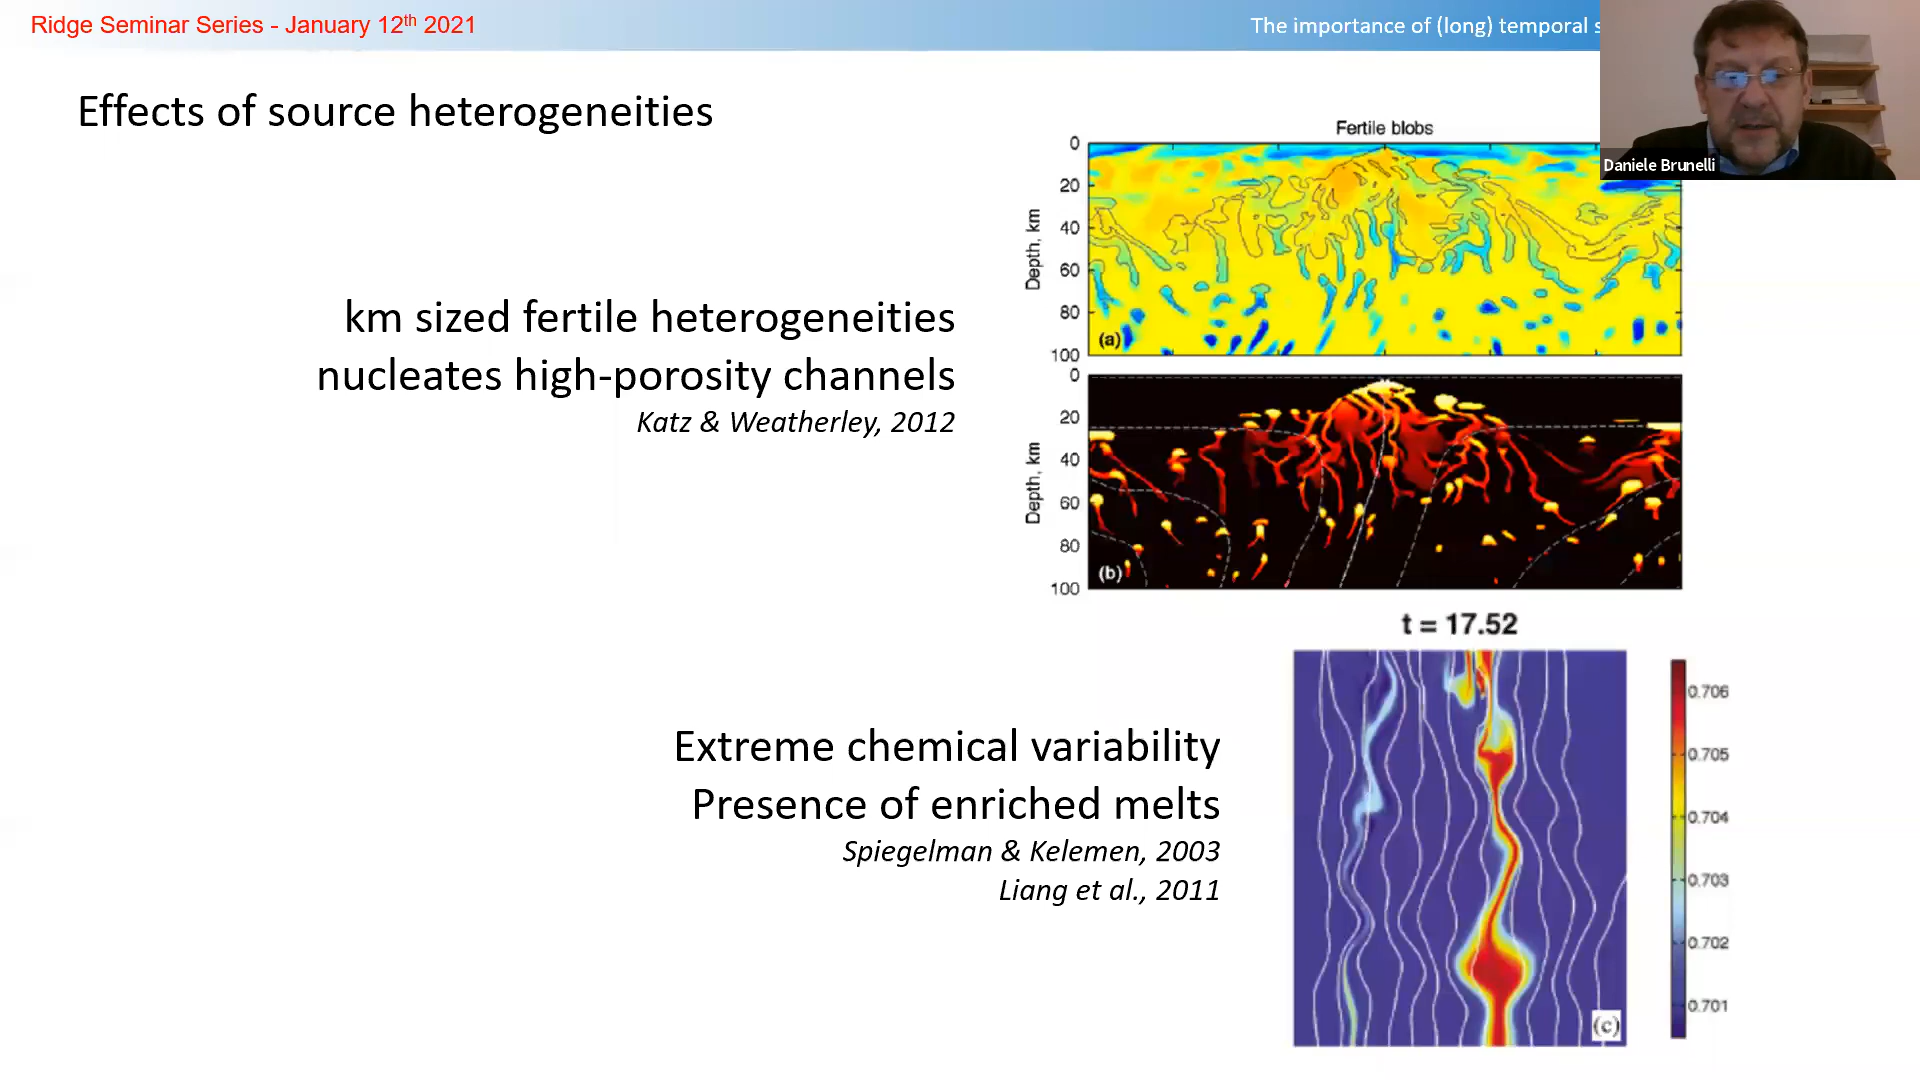 Ridge Seminar Series - January 12th 2021
The importance of (long) temporal
Daniele Brunelli
Effects of source heterogeneities
km sized fertile heterogeneities
nucleates high-porosity channels
Katz & Weatherley, 2012
Fertile blobs
Depth, km
0
20
40
60
80
100
(a)
Depth, km
0
20
40
60
80
100
(b)
Extreme chemical variability
Presence of enriched melts
Spiegelman & Kelemen, 2003
Liang et al., 2011
t = 17.52
0.706
0.705
0.704
0.703
0.702
0.701
(c)